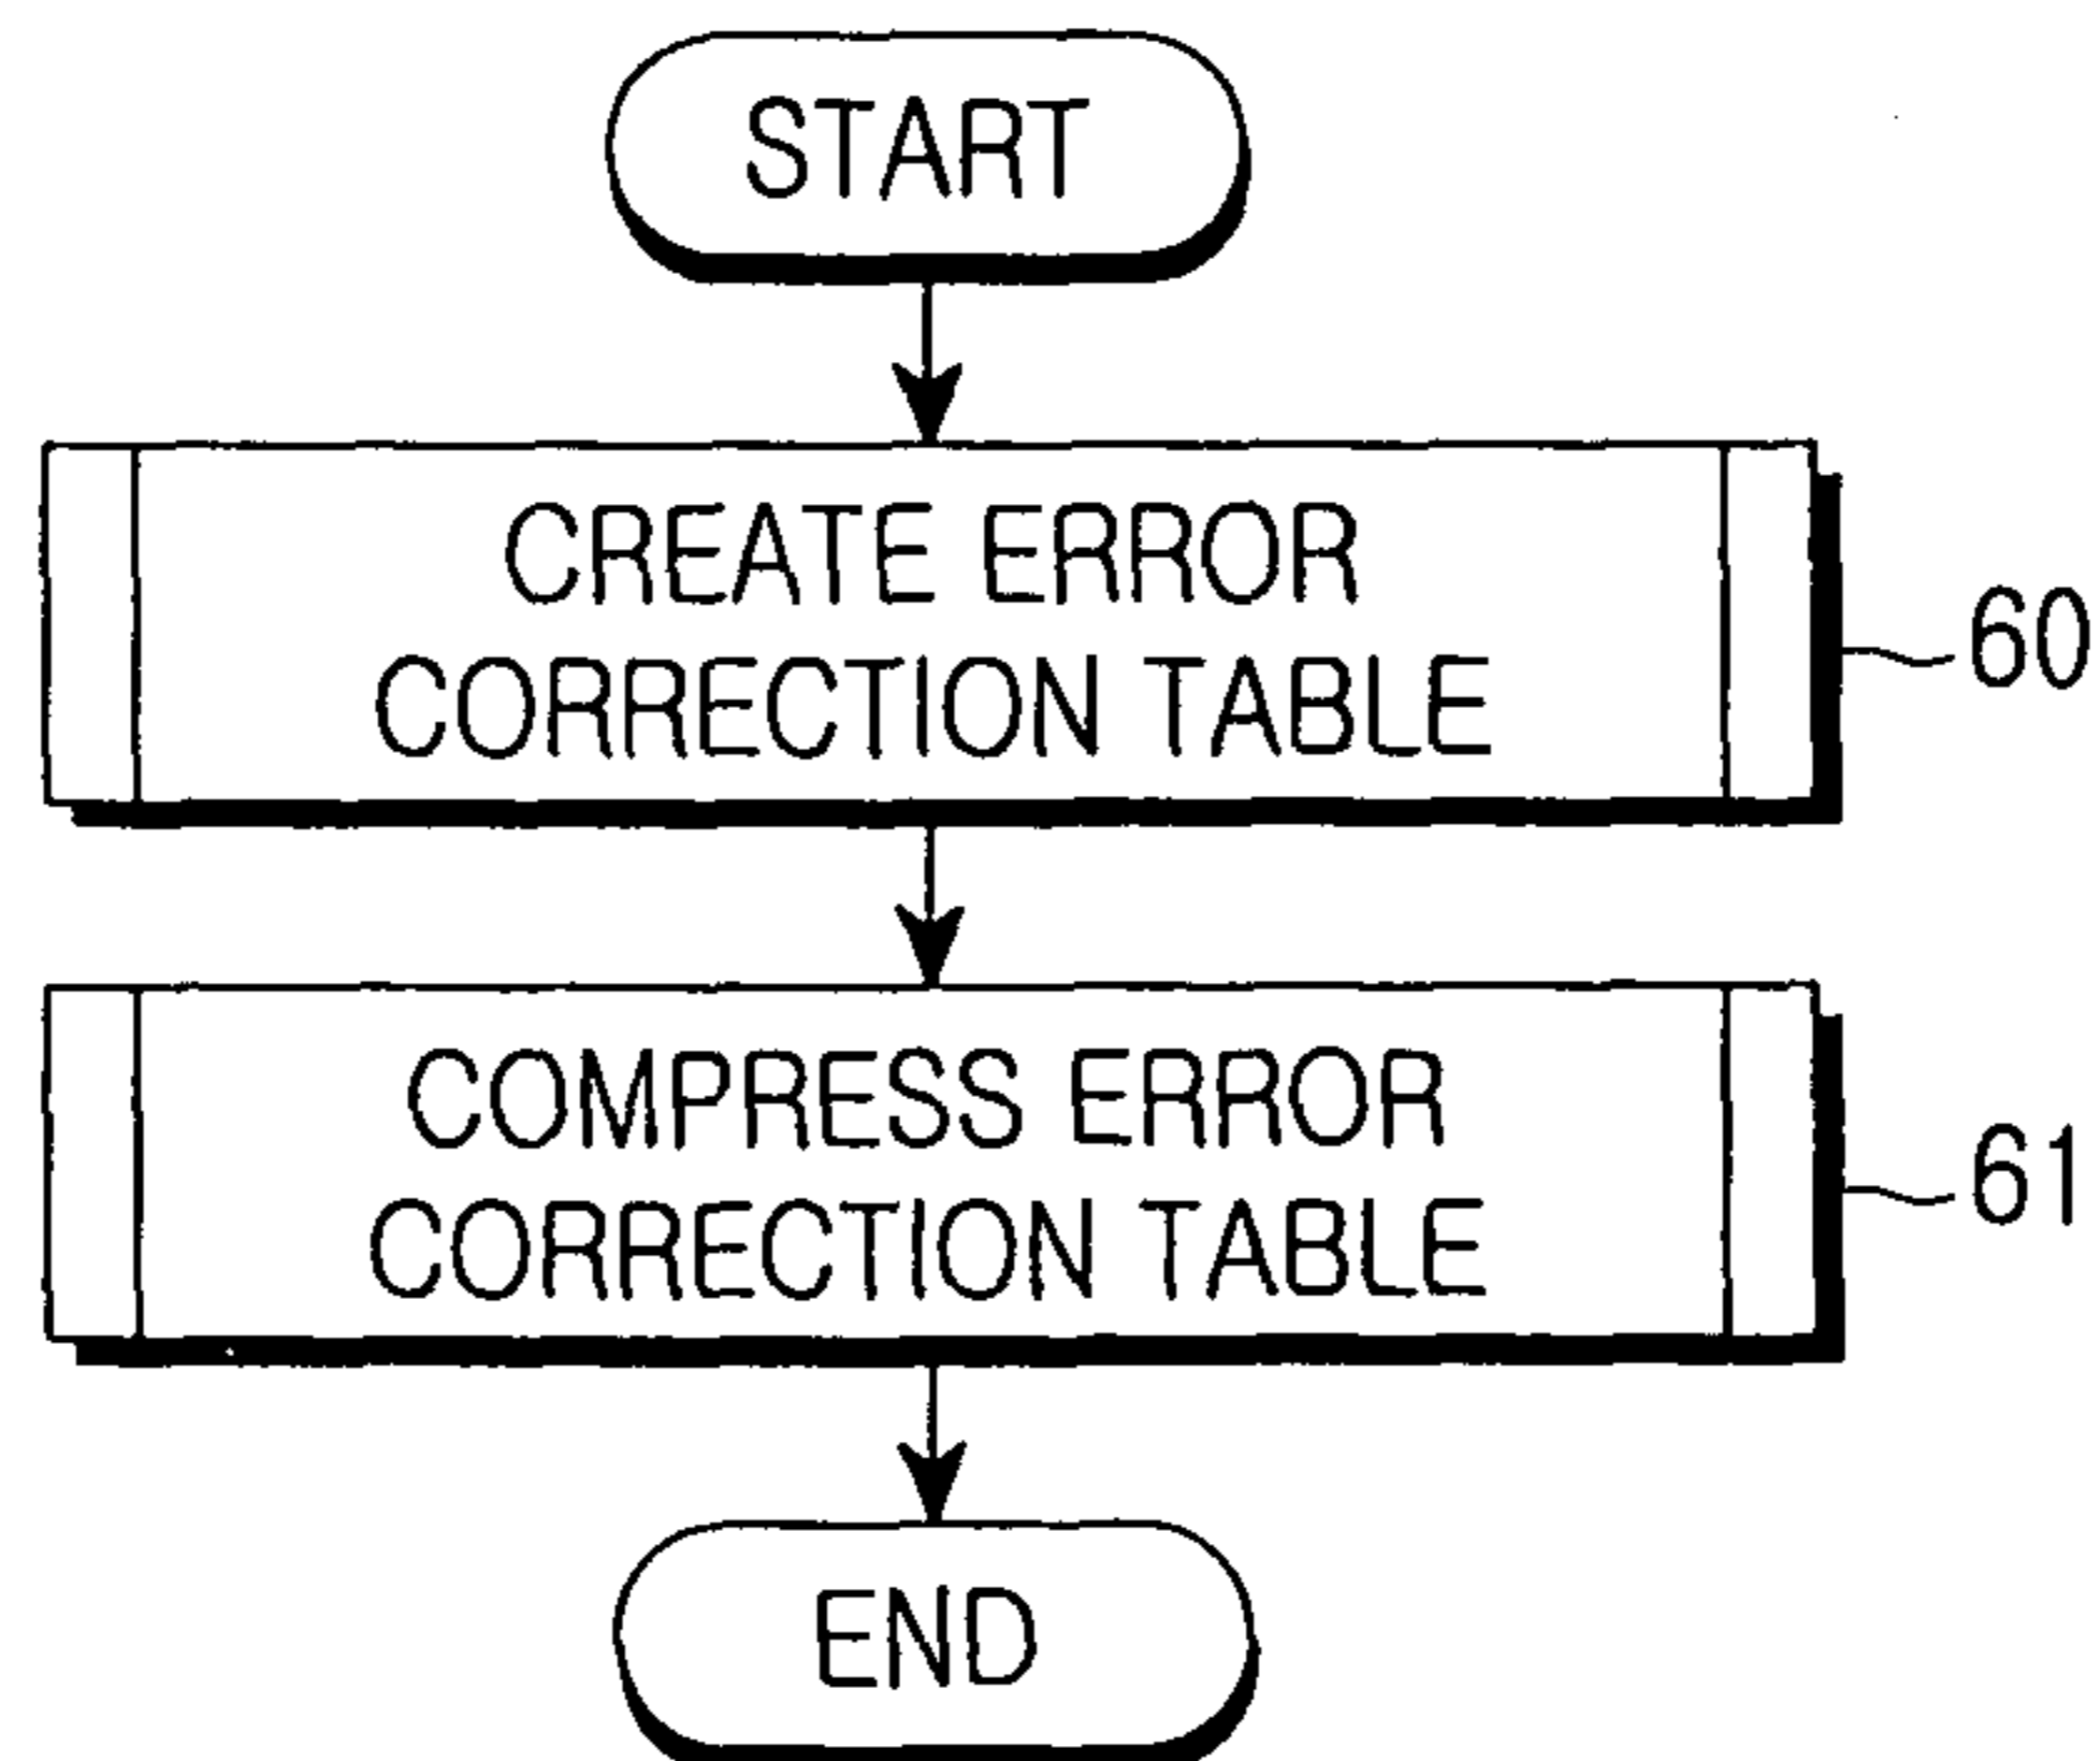 START
CREATE ERROR
CORRECTION TABLE
60
COMPRESS ERROR
CORRECTION TABLE
61
END